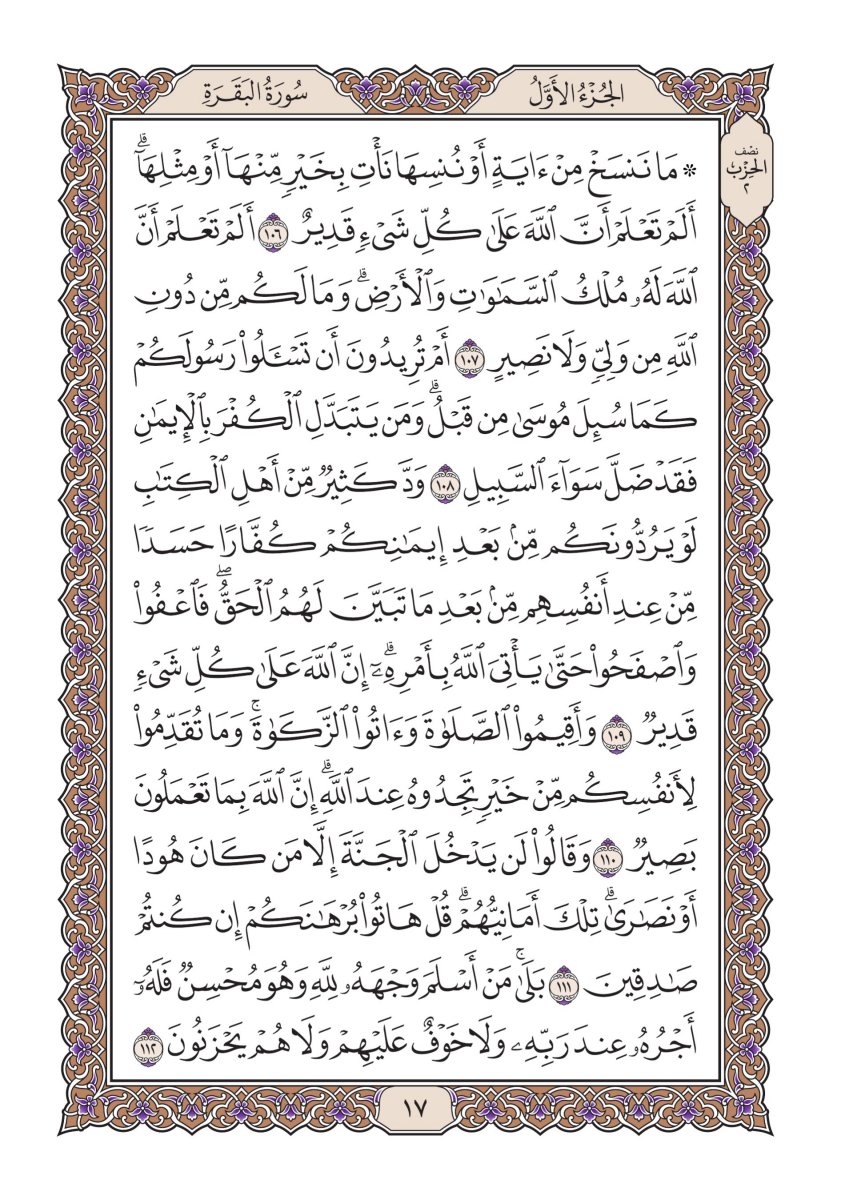 الجُزْءُ الأَوَّلُ
سُورَةُ البَقَرَةِ
نصف
الحِزْب
٢
* مَا نَنسَخْ مِنْ ءَايَةٍ أَوْ نُنسِهَا نَأْتِ بِخَيْرٍ مِّنْهَآ أَوْ مِثْلِهَآۗ
أَلَمْ تَعْلَمْ أَنَّ ٱللَّهَ عَلَىٰ كُلِّ شَىْءٍ قَدِيرٌ ١٠٦ أَلَمْ تَعْلَمْ أَنَّ
ٱللَّهَ لَهُۥ مُلْكُ ٱلسَّمَٰوَٰتِ وَٱلْأَرْضِۗ وَمَا لَكُم مِّن دُونِ
ٱللَّهِ مِن وَلِىٍّ وَلَا نَصِيرٍ ١٠٧ أَمْ تُرِيدُونَ أَن تَسْـَٔلُوا۟ رَسُولَكُمْ
كَمَا سُئِلَ مُوسَىٰ مِن قَبْلُۗ وَمَن يَتَبَدَّلِ ٱلْكُفْرَ بِٱلْإِيمَٰنِ
فَقَدْ ضَلَّ سَوَآءَ ٱلسَّبِيلِ ١٠٨ وَدَّ كَثِيرٌ مِّنْ أَهْلِ ٱلْكِتَٰبِ
لَوْ يَرُدُّونَكُم مِّنۢ بَعْدِ إِيمَٰنِكُمْ كُفَّارًا حَسَدًا
مِّنْ عِندِ أَنفُسِهِم مِّنۢ بَعْدِ مَا تَبَيَّنَ لَهُمُ ٱلْحَقُّۖ فَٱعْفُوا۟
وَٱصْفَحُوا۟ حَتَّىٰ يَأْتِىَ ٱللَّهُ بِأَمْرِهِۦٓۗ إِنَّ ٱللَّهَ عَلَىٰ كُلِّ شَىْءٍ
قَدِيرٌ ١٠٩ وَأَقِيمُوا۟ ٱلصَّلَوٰةَ وَءَاتُوا۟ ٱلزَّكَوٰةَۚ وَمَا تُقَدِّمُوا۟
لِأَنفُسِكُم مِّنْ خَيْرٍ تَجِدُوهُ عِندَ ٱللَّهِۗ إِنَّ ٱللَّهَ بِمَا تَعْمَلُونَ
بَصِيرٌ ١١٠ وَقَالُوا۟ لَن يَدْخُلَ ٱلْجَنَّةَ إِلَّا مَن كَانَ هُودًا
أَوْ نَصَٰرَىٰۗ تِلْكَ أَمَانِيُّهُمْۗ قُلْ هَاتُوا۟ بُرْهَٰنَكُمْ إِن كُنتُمْ
صَٰدِقِينَ ١١١ بَلَىٰۚ مَنْ أَسْلَمَ وَجْهَهُۥ لِلَّهِ وَهُوَ مُحْسِنٌ فَلَهُۥٓ
أَجْرُهُۥ عِندَ رَبِّهِۦ وَلَا خَوْفٌ عَلَيْهِمْ وَلَا هُمْ يَحْزَنُونَ ١١٢
١٧